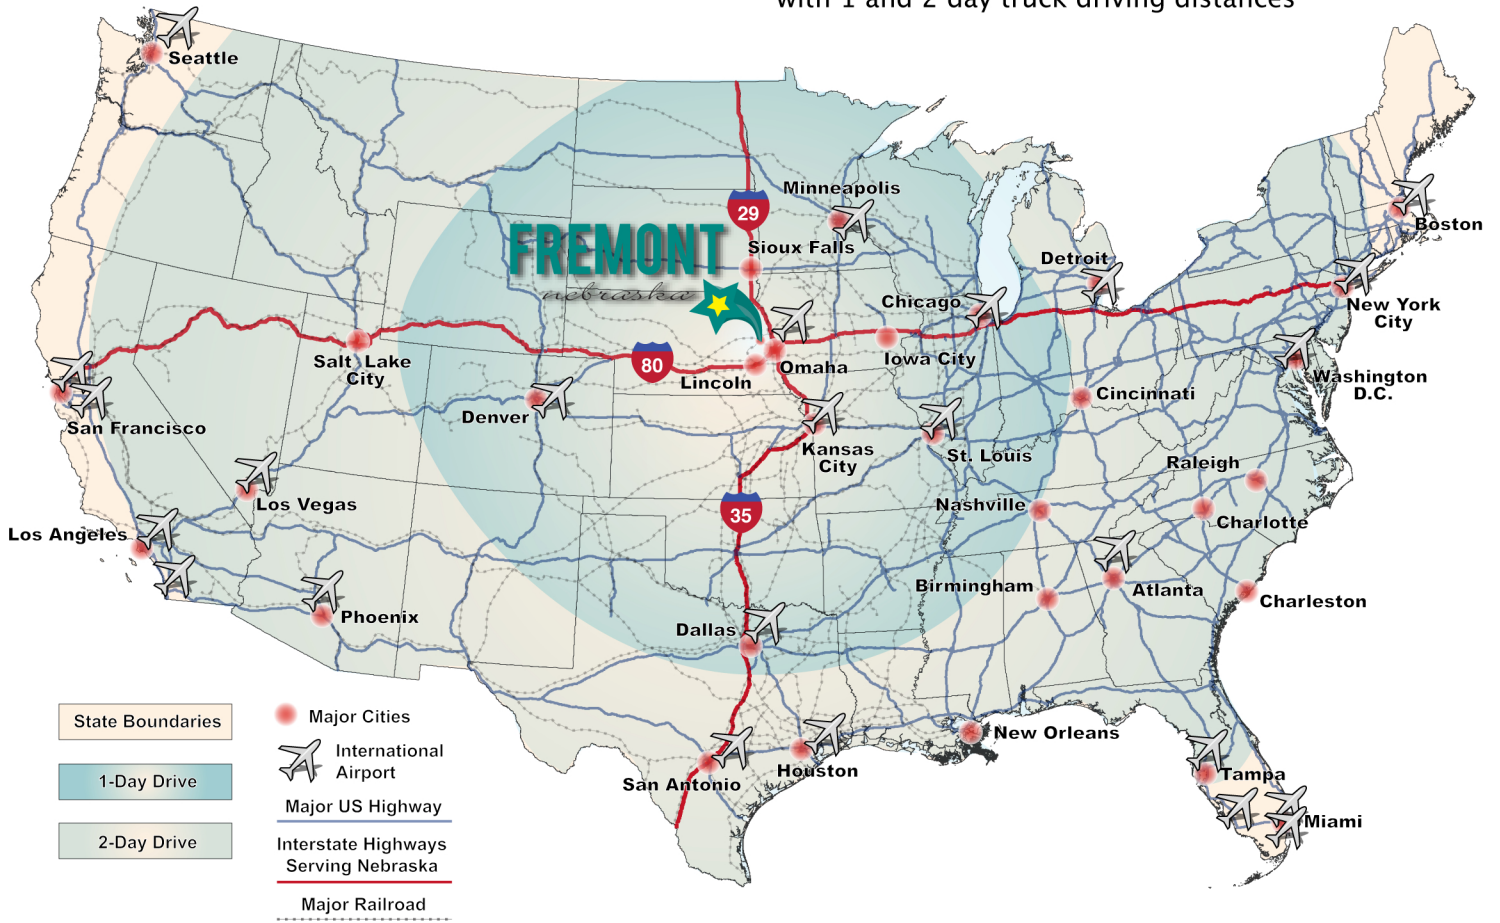 with 1 and 2 day truck driving distances
Seattle
Minneapolis
29
Boston
FREMONT
nebraska
Sioux Falls
Detroit
Chicago
New York
City
Salt Lake
City
80
Lincoln
Omaha
Iowa City
Washington
D.C.
Denver
Cincinnati
San Francisco
Kansas
City
St. Louis
Raleigh
Los Vegas
35
Nashville
Charlotte
Los Angeles
Birmingham
Atlanta
Charleston
Phoenix
Dallas
New Orleans
San Antonio
Houston
Tampa
Miami
State Boundaries
1-Day Drive
2-Day Drive
Major Cities
International
Airport
Major US Highway
Interstate Highways
Serving Nebraska
Major Railroad